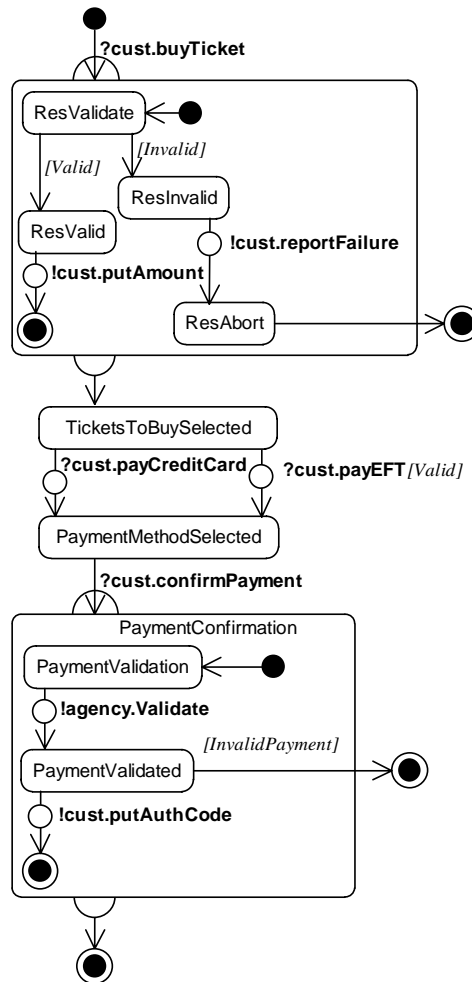 ?cust.buyTicket
ResValidate
[Valid]
[Invalid]
ResInvalid
ResValid
!cust.reportFailure
!cust.putAmount
ResAbort
TicketsToBuySelected
?cust.payCreditCard
?cust.payEFT[Valid]
PaymentMethodSelected
?cust.confirmPayment
PaymentConfirmation
PaymentValidation
!agency.Validate
[InvalidPayment]
PaymentValidated
!cust.putAuthCode